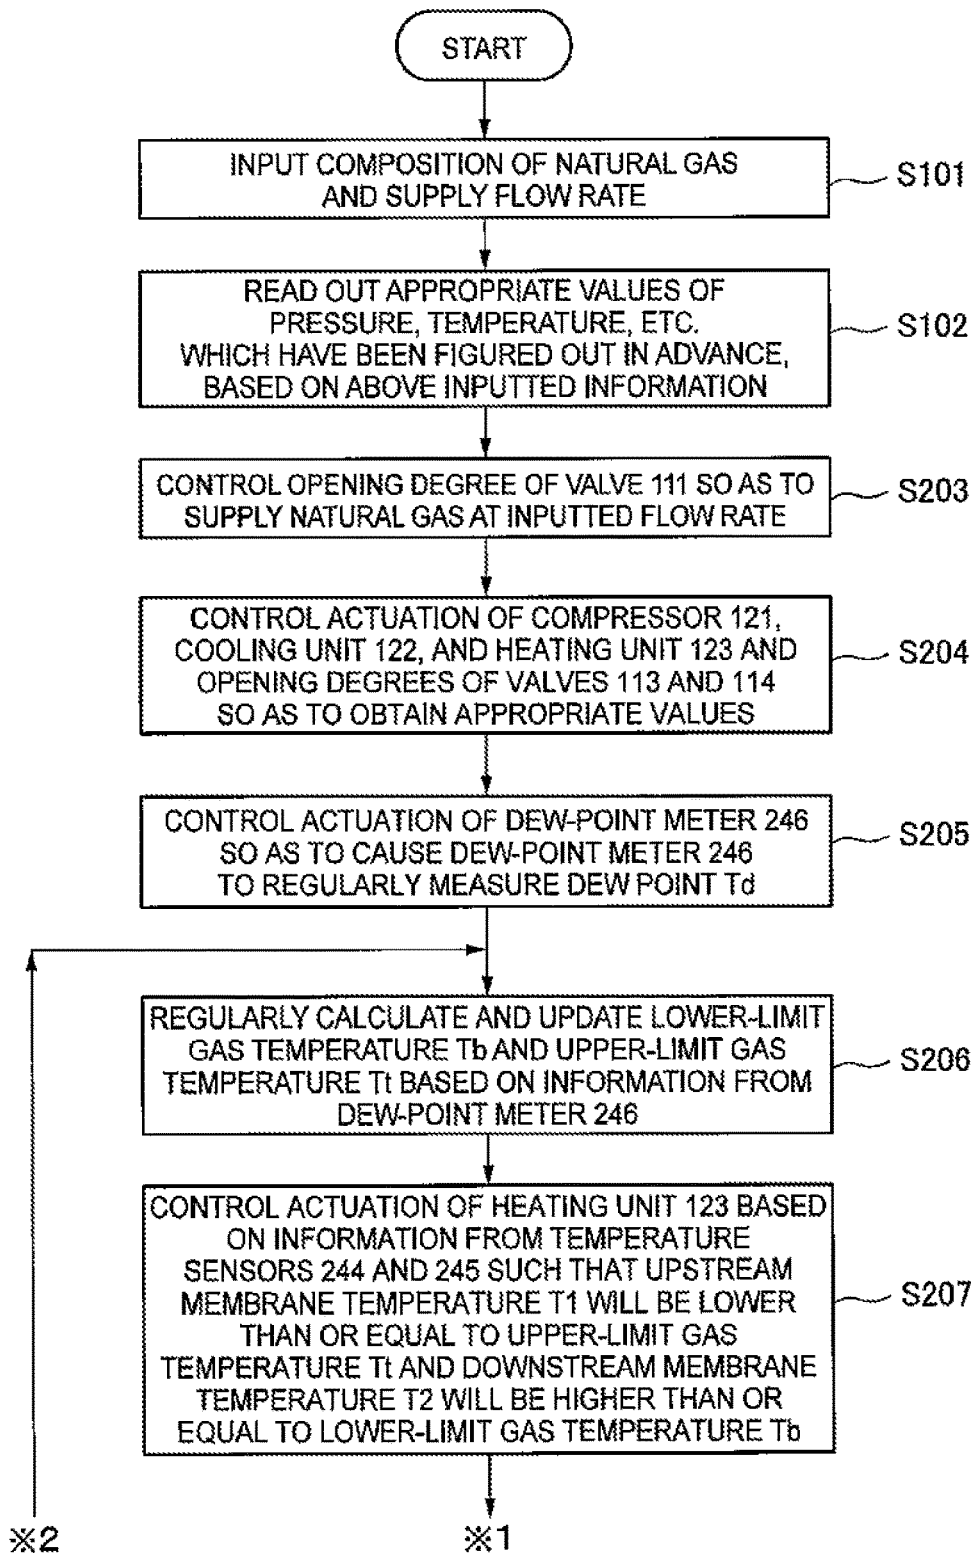 START
INPUT COMPOSITION OF NATURAL GAS
AND SUPPLY FLOW RATE
S101
READ OUT APPROPRIATE VALUES OF
PRESSURE, TEMPERATURE, ETC.
WHICH HAVE BEEN FIGURED OUT IN ADVANCE,
BASED ON ABOVE INPUTTED INFORMATION
S102
CONTROL OPENING DEGREE OF VALVE 111 SO AS TO
SUPPLY NATURAL GAS AT INPUTTED FLOW RATE
S203
CONTROL ACTUATION OF COMPRESSOR 121,
COOLING UNIT 122, AND HEATING UNIT 123 AND
OPENING DEGREES OF VALVES 113 AND 114
SO AS TO OBTAIN APPROPRIATE VALUES
S204
CONTROL ACTUATION OF DEW-POINT METER 246
SO AS TO CAUSE DEW-POINT METER 246
TO REGULARLY MEASURE DEW POINT Td
S205
REGULARLY CALCULATE AND UPDATE LOWER-LIMIT
GAS TEMPERATURE Tb AND UPPER-LIMIT GAS
TEMPERATURE Tt BASED ON INFORMATION FROM
DEW-POINT METER 246
S206
CONTROL ACTUATION OF HEATING UNIT 123 BASED
ON INFORMATION FROM TEMPERATURE
SENSORS 244 AND 245 SUCH THAT UPSTREAM
MEMBRANE TEMPERATURE T1 WILL BE LOWER
THAN OR EQUAL TO UPPER-LIMIT GAS
TEMPERATURE Tt AND DOWNSTREAM MEMBRANE
TEMPERATURE T2 WILL BE HIGHER THAN OR
EQUAL TO LOWER-LIMIT GAS TEMPERATURE Tb
S207
※2
※1